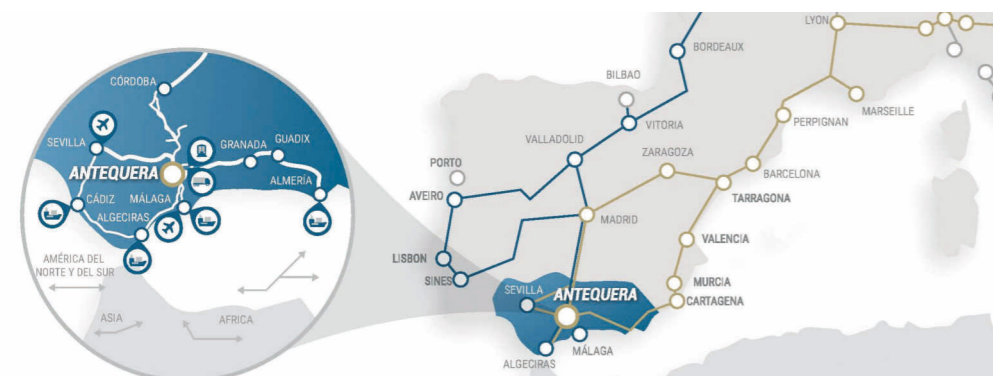 CÓRDOBA
SEVILLA
GRANADA
GUADIX
ANTEQUERA
ALMERÍA
CÁDIZ
MÁLAGA
ALGECIRAS
AMÉRICA DEL
NORTE Y DEL SUR
ASIA
AFRICA
LYON
BORDEAUX
BILBAO
MARSEILLE
VITORIA
PERPIGNAN
VALLADOLID
ZARAGOZA
PORTO
BARCELONA
AVEIRO
TARRAGONA
MADRID
VALENCIA
LISBON
SINES
MURCIA
SEVILLA
ANTEQUERA
CARTAGENA
MÁLAGA
ALGECIRAS